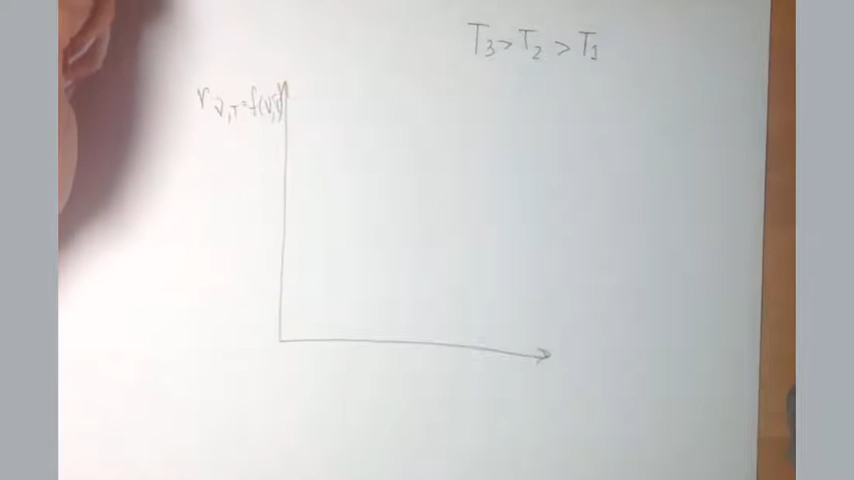 T₃ > T₂ > T₁
r ν,T = f(ν,T)